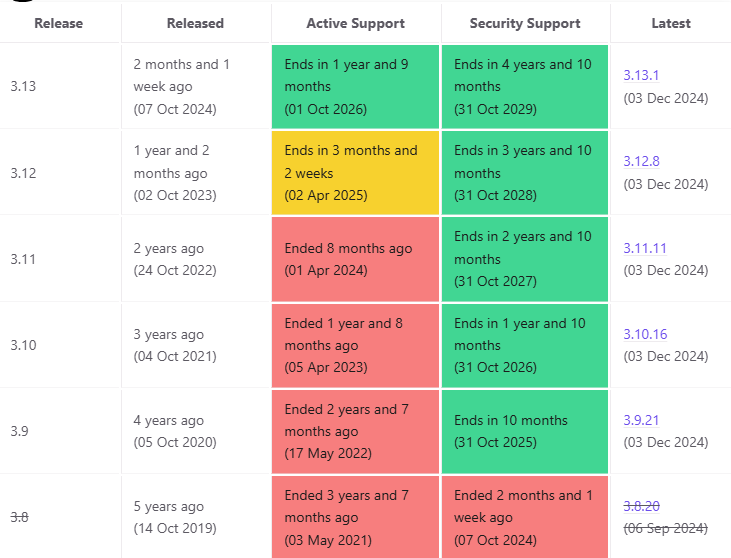 Release Released Active Support Security Support Latest
3.13
2 months and 1
week ago
(07 Oct 2024)
Ends in 1 year and 9
months
(01 Oct 2026)
Ends in 4 years and 10
months
(31 Oct 2029)
3.13.1
(03 Dec 2024)
3.12
1 year and 2
months ago
(02 Oct 2023)
Ends in 3 months and
2 weeks
(02 Apr 2025)
Ends in 3 years and 10
months
(31 Oct 2028)
3.12.8
(03 Dec 2024)
3.11
2 years ago
(24 Oct 2022)
Ended 8 months ago
(01 Apr 2024)
Ends in 2 years and 10
months
(31 Oct 2027)
3.11.11
(03 Dec 2024)
3.10
3 years ago
(04 Oct 2021)
Ended 1 year and 8
months ago
(05 Apr 2023)
Ends in 1 year and 10
months
(31 Oct 2026)
3.10.16
(03 Dec 2024)
3.9
4 years ago
(05 Oct 2020)
Ended 2 years and 7
months ago
(17 May 2022)
Ends in 10 months
(31 Oct 2025)
3.9.21
(03 Dec 2024)
3.8
5 years ago
(14 Oct 2019)
Ended 3 years and 7
months ago
(03 May 2021)
Ended 2 months and 1
week ago
(07 Oct 2024)
3.8.20
(06 Sep 2024)